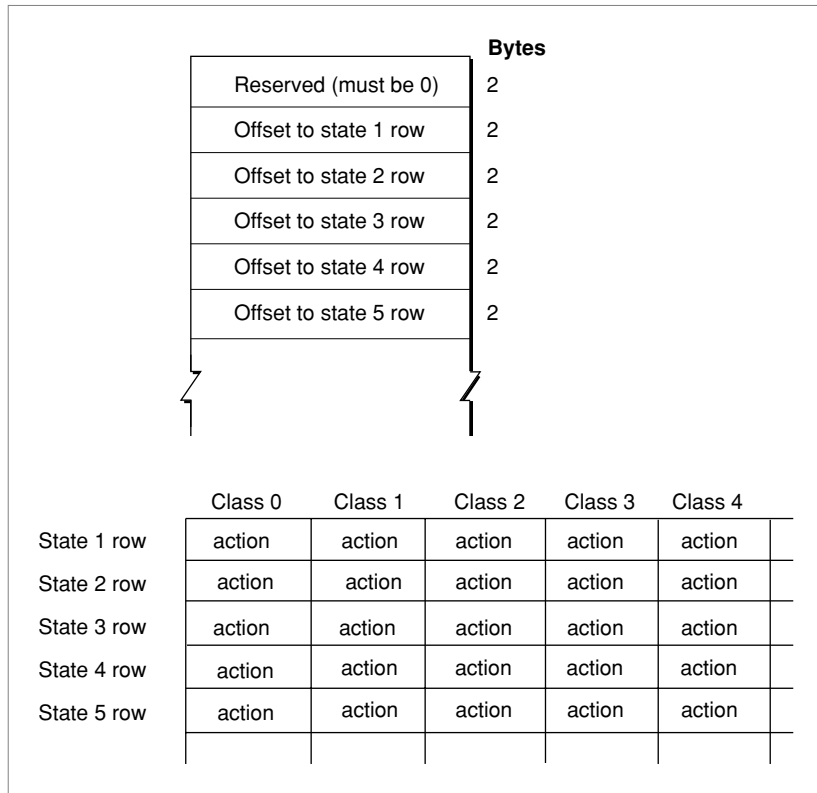 Bytes
Reserved (must be 0) 2
Offset to state 1 row 2
Offset to state 2 row 2
Offset to state 3 row 2
Offset to state 4 row 2
Offset to state 5 row 2
Class 0 Class 1 Class 2 Class 3 Class 4
State 1 row action action action action action
State 2 row action action action action action
State 3 row action action action action action
State 4 row action action action action action
State 5 row action action action action action